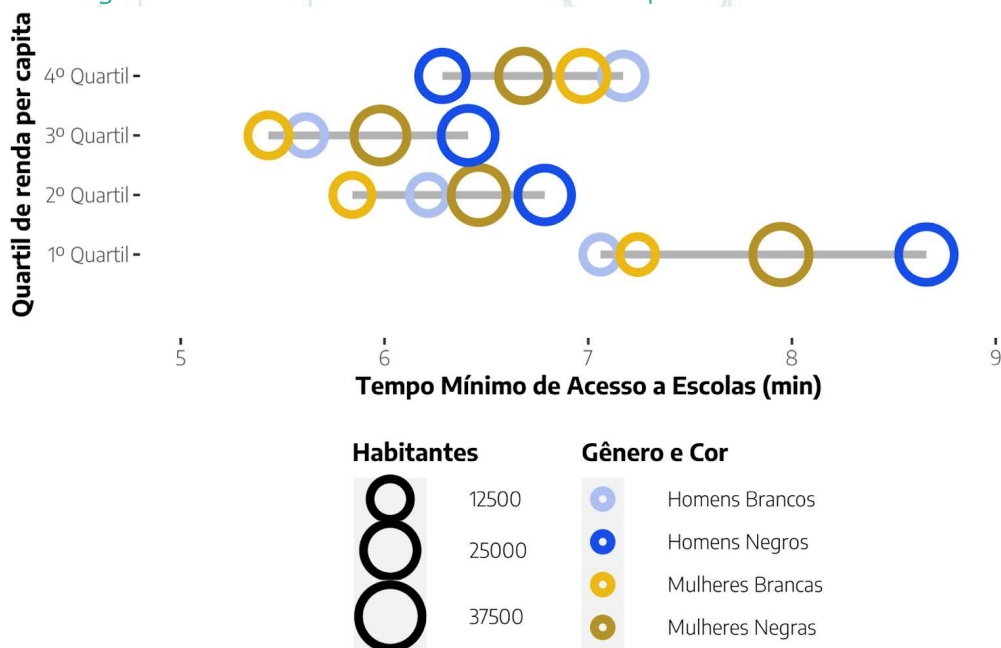 Quartil de renda per capita
4º Quartil
3º Quartil
2º Quartil
1º Quartil
5 6 7 8 9
Tempo Mínimo de Acesso a Escolas (min)
Habitantes
12500
25000
37500
Gênero e Cor
Homens Brancos
Homens Negros
Mulheres Brancas
Mulheres Negras